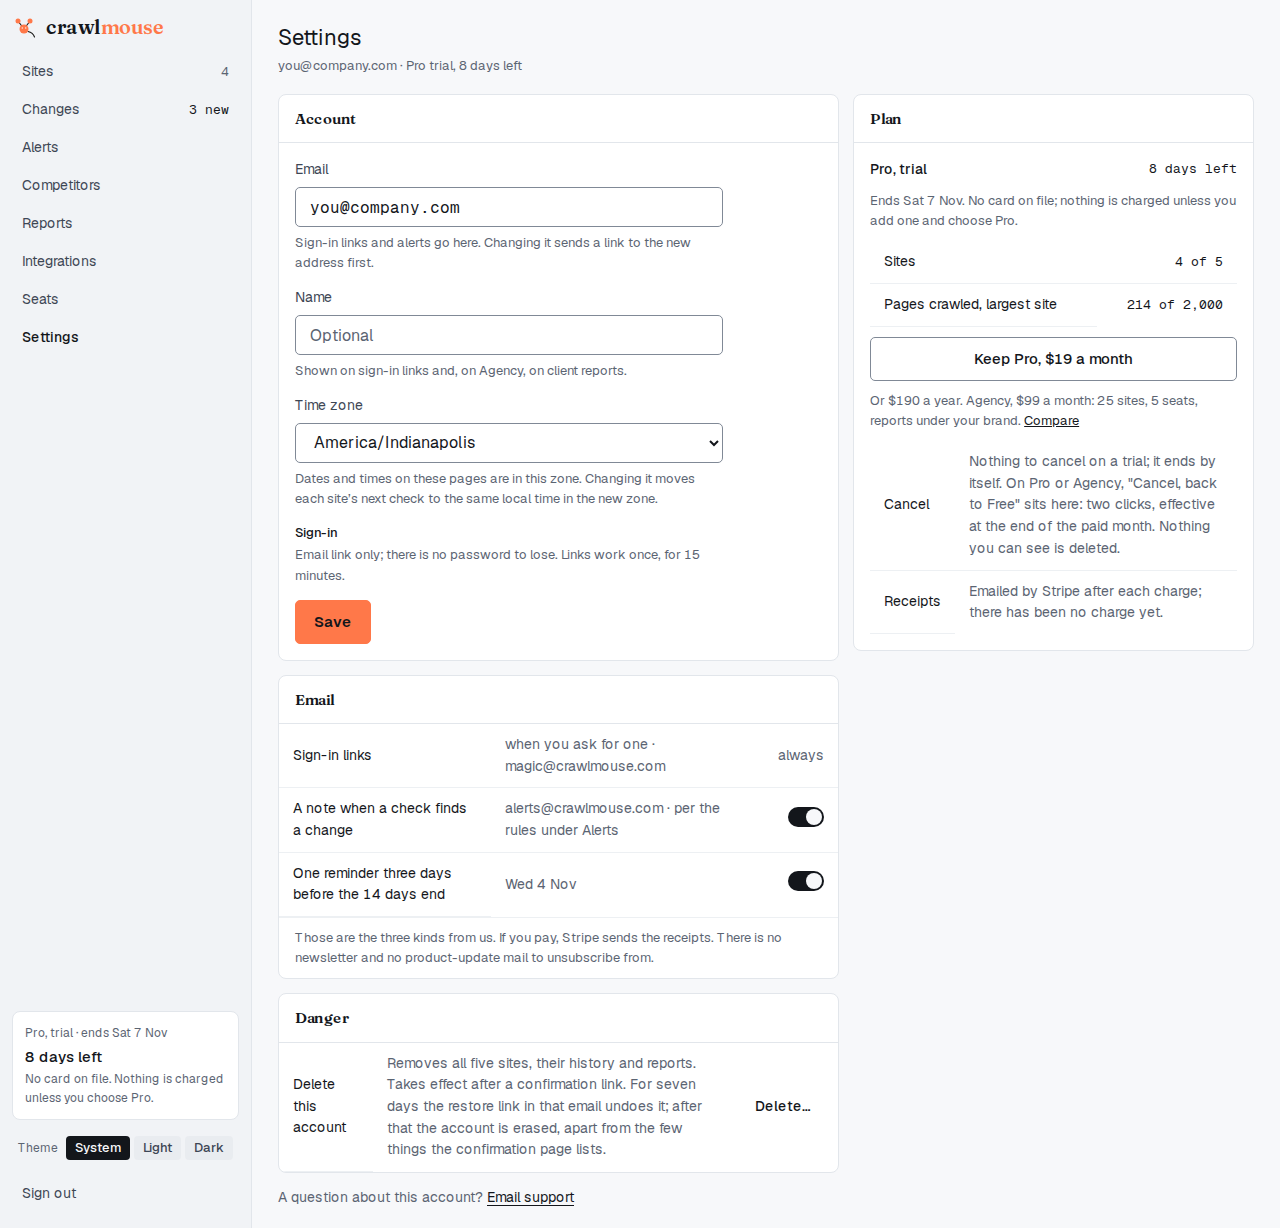 crawlmouse
Sites 4
Changes 3 new
Alerts
Competitors
Reports
Integrations
Seats
Settings
Pro, trial · ends Sat 7 Nov
8 days left
No card on file. Nothing is charged
unless you choose Pro.
Theme System Light Dark
Sign out
Settings
you@company.com · Pro trial, 8 days left
Account
Email
you@company.com
Sign-in links and alerts go here. Changing it sends a link to the new
address first.
Name
Optional
Shown on sign-in links and, on Agency, on client reports.
Time zone
America/Indianapolis
Dates and times on these pages are in this zone. Changing it moves
each site's next check to the same local time in the new zone.
Sign-in
Email link only; there is no password to lose. Links work once, for 15
minutes.
Save
Email
Sign-in links
when you ask for one ·
magic@crawlmouse.com
always
A note when a check finds
a change
alerts@crawlmouse.com · per the
rules under Alerts
One reminder three days
before the 14 days end
Wed 4 Nov
Those are the three kinds from us. If you pay, Stripe sends the receipts. There is no
newsletter and no product-update mail to unsubscribe from.
Danger
Delete
this
account
Removes all five sites, their history and reports.
Takes effect after a confirmation link. For seven
days the restore link in that email undoes it; after
that the account is erased, apart from the few
things the confirmation page lists.
Delete…
A question about this account? Email support
Plan
Pro, trial 8 days left
Ends Sat 7 Nov. No card on file; nothing is charged unless you
add one and choose Pro.
Sites 4 of 5
Pages crawled, largest site 214 of 2,000
Keep Pro, $19 a month
Or $190 a year. Agency, $99 a month: 25 sites, 5 seats,
reports under your brand. Compare
Cancel
Nothing to cancel on a trial; it ends by
itself. On Pro or Agency, "Cancel, back
to Free" sits here: two clicks, effective
at the end of the paid month. Nothing
you can see is deleted.
Receipts
Emailed by Stripe after each charge;
there has been no charge yet.